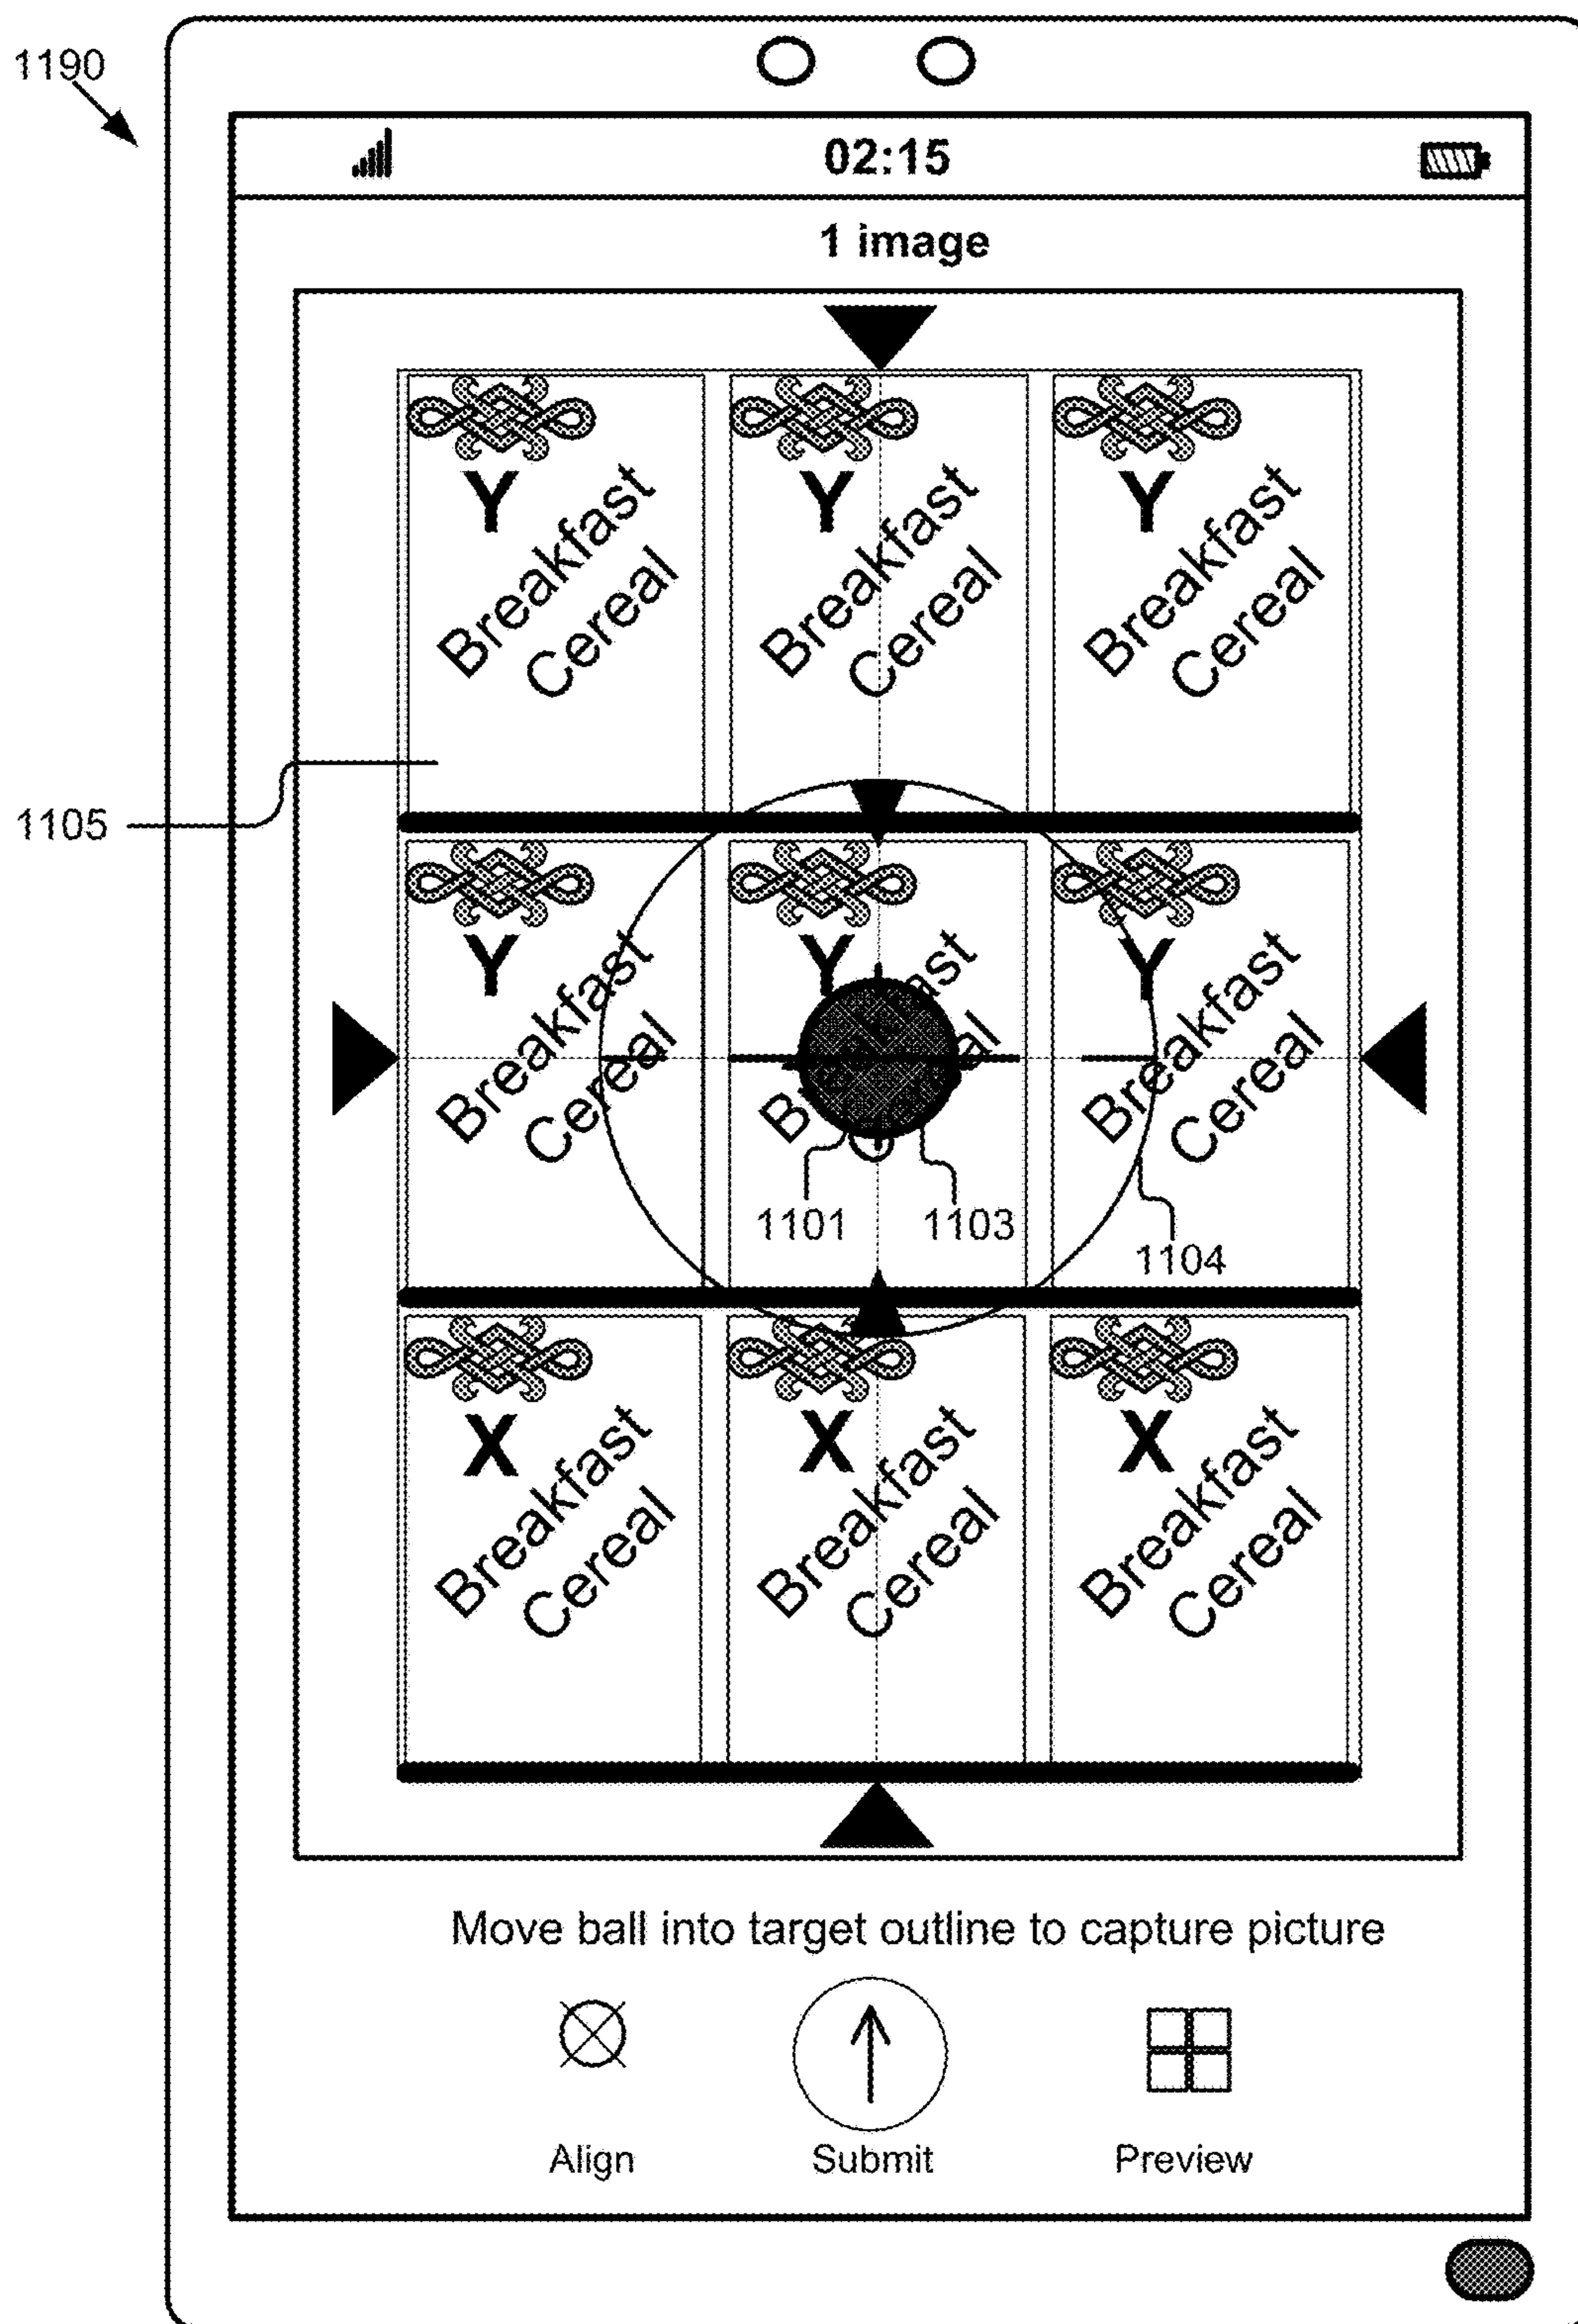 1190
02:15
1 image
Y Y Y
Breakfast Breakfast Breakfast
Cereal Cereal Cereal
1105
Y Y Y
Breakfast Breakfast
Cereal Cereal
1101 1103
1104
X X X
Breakfast Breakfast Breakfast
Cereal Cereal Cereal
Move ball into target outline to capture picture
Align Submit Preview